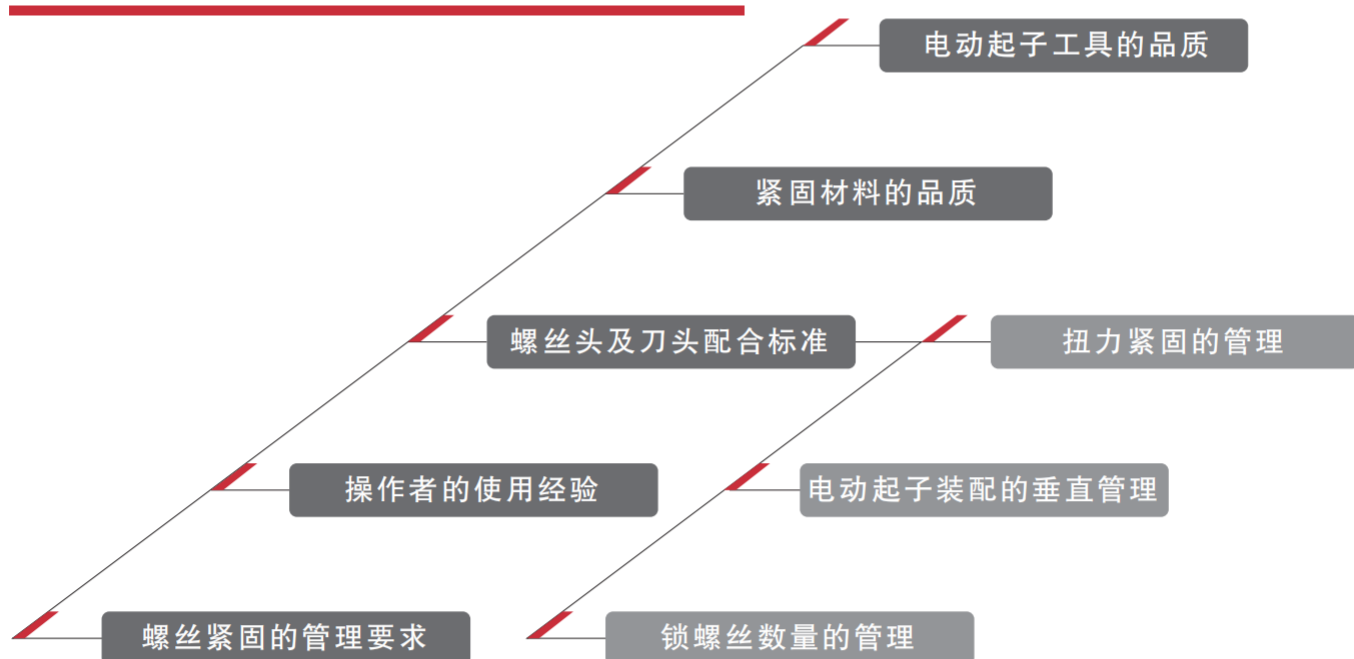 电动起子工具的品质
紧固材料的品质
螺丝头及刀头配合标准
扭力紧固的管理
操作者的使用经验
电动起子装配的垂直管理
螺丝紧固的管理要求
锁螺丝数量的管理